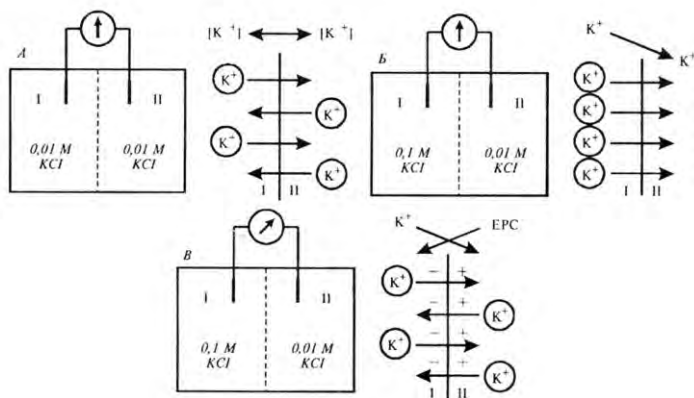 А
I
II
0,01 М
KCl
0,01 М
KCl
[K⁺]
[K⁺]
K⁺
K⁺
K⁺
K⁺
I
II
Б
I
II
0,1 М
KCl
0,01 М
KCl
K⁺
K⁺
K⁺
K⁺
K⁺
K⁺
I
II
В
I
II
0,1 М
KCl
0,01 М
KCl
K⁺
EPC
– +
K⁺
– +
K⁺
– +
K⁺
– +
K⁺
I
II